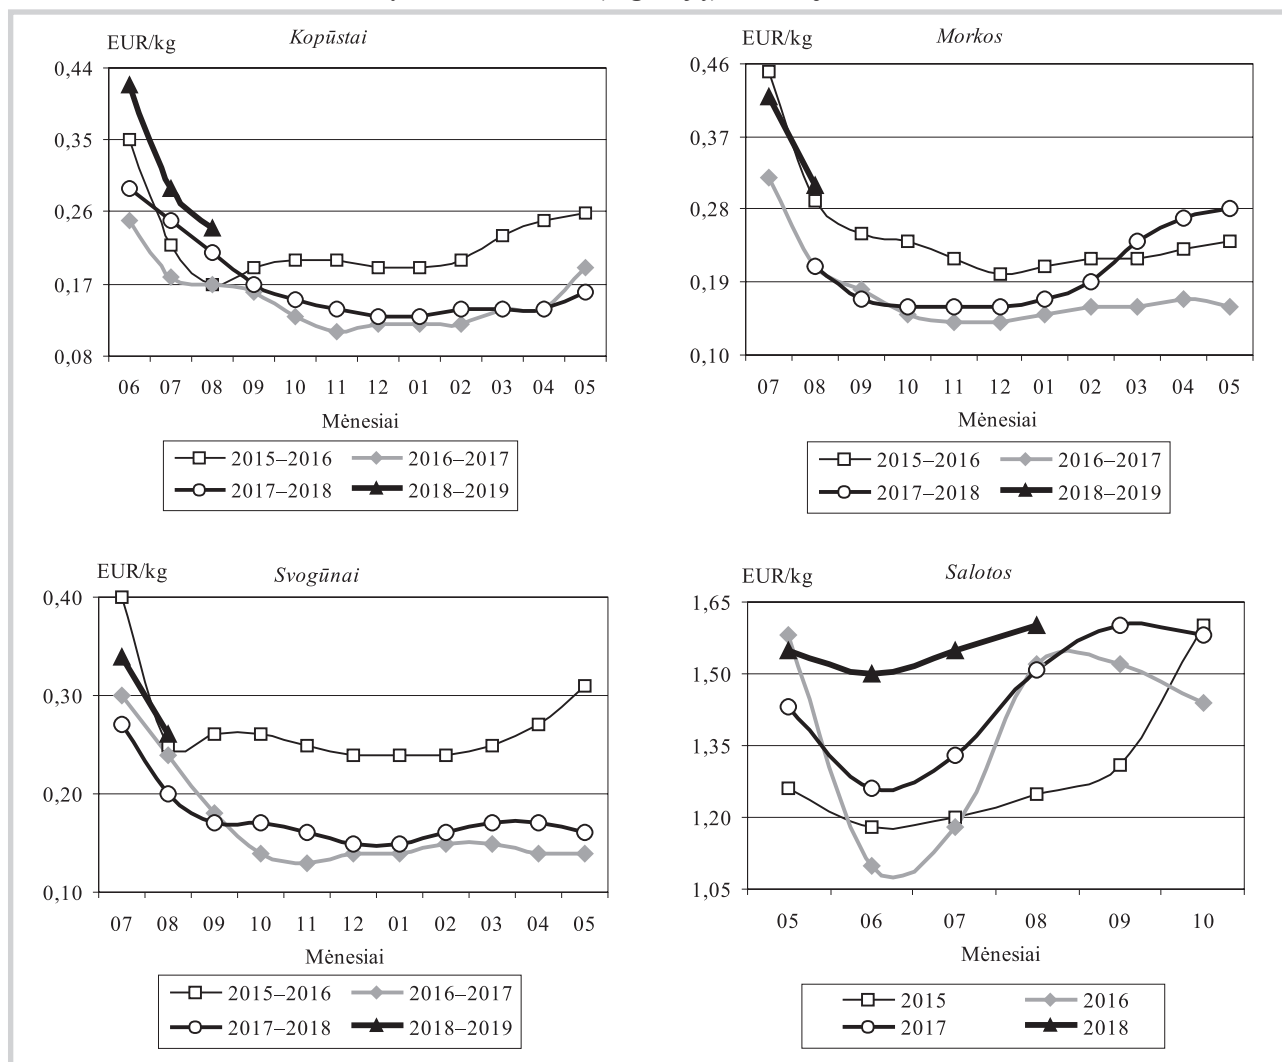 EUR/kg
Kopūstai
0,44
0,35
0,26
0,17
0,08
06 07 08 09 10 11 12 01 02 03 04 05
Mėnesiai
2015–2016 2016–2017
2017–2018 2018–2019
EUR/kg
Morkos
0,46
0,37
0,28
0,19
0,10
07 08 09 10 11 12 01 02 03 04 05
Mėnesiai
2015–2016 2016–2017
2017–2018 2018–2019
EUR/kg
Svogūnai
0,40
0,30
0,20
0,10
07 08 09 10 11 12 01 02 03 04 05
Mėnesiai
2015–2016 2016–2017
2017–2018 2018–2019
EUR/kg
Salotos
1,65
1,50
1,35
1,20
1,05
05 06 07 08 09 10
Mėnesiai
2015 2016
2017 2018